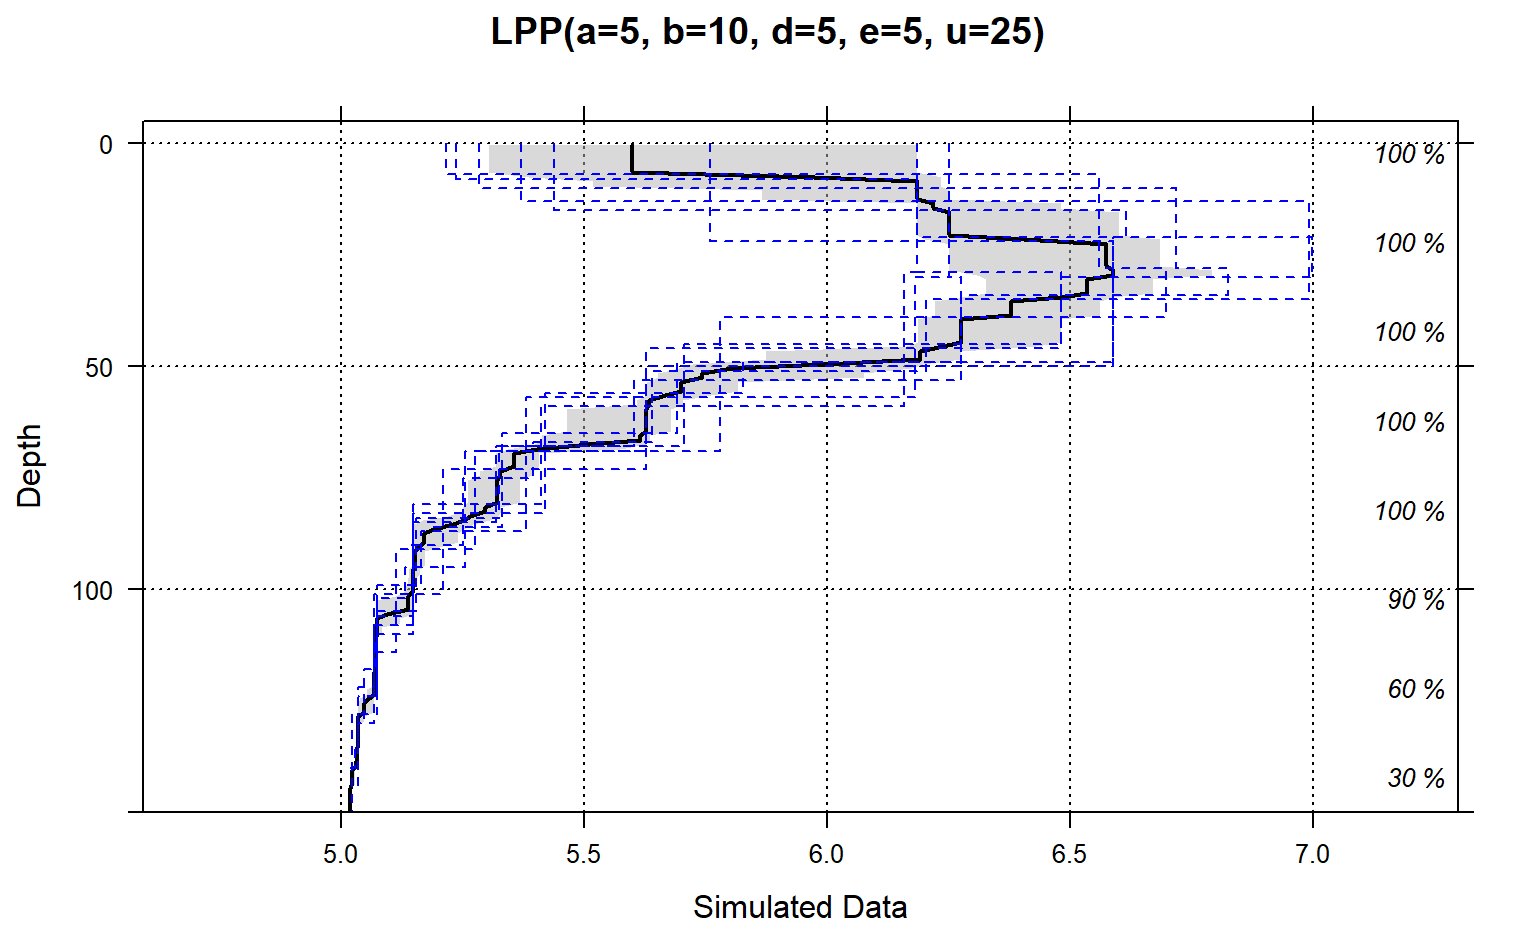 LPP(a=5, b=10, d=5, e=5, u=25)
0
100 %
100 %
100 %
50
100 %
Depth
100 %
100
90 %
60 %
30 %
5.0 5.5 6.0 6.5 7.0
Simulated Data